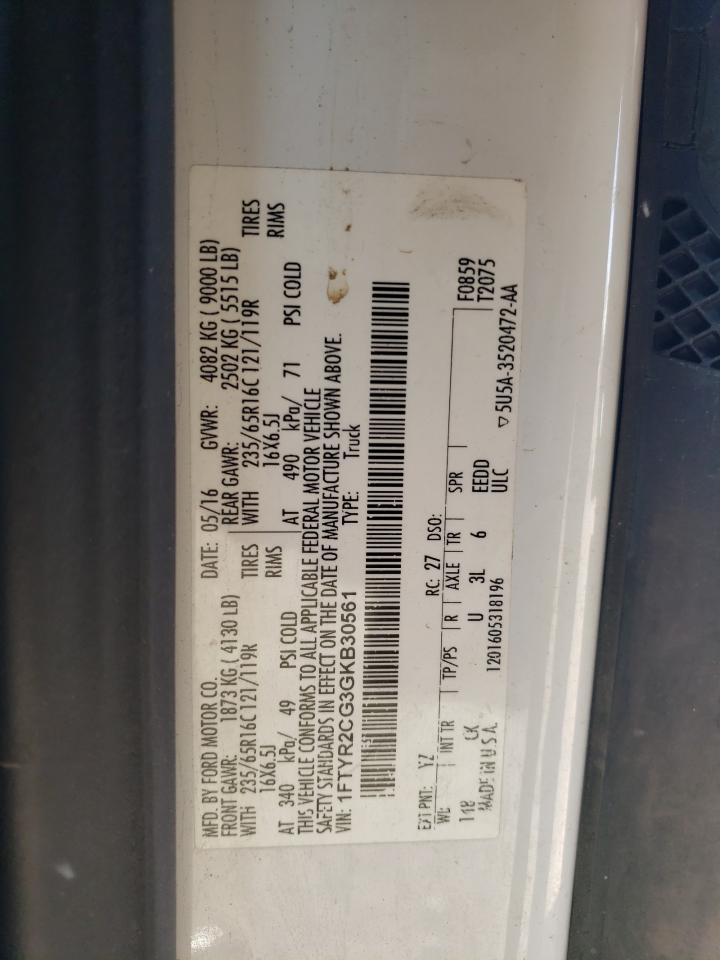 MFD. BY FORD MOTOR CO. DATE: 05/16 GVWR: 4082 KG ( 9000 LB)
FRONT GAWR: 1873 KG ( 4130 LB) REAR GAWR: 2502 KG ( 5515 LB)
WITH 235/65R16C 121/119R TIRES WITH 235/65R16C 121/119R TIRES
16X6.5J RIMS 16X6.5J RIMS
AT 340 kPa/ 49 PSI COLD AT 490 kPa/ 71 PSI COLD
THIS VEHICLE CONFORMS TO ALL APPLICABLE FEDERAL MOTOR VEHICLE
SAFETY STANDARDS IN EFFECT ON THE DATE OF MANUFACTURE SHOWN ABOVE.
VIN: 1FTYR2CG3GKB30561 TYPE: Truck
EXT PNT: YZ RC: 27 DSO: F0859
WB INT TR TP/PS R AXLE TR SPR T2075
148 CK U 3L 6 EEDD
MADE IN U.S.A. 1201605318196 ULC ▽ 5U5A-3520472-AA